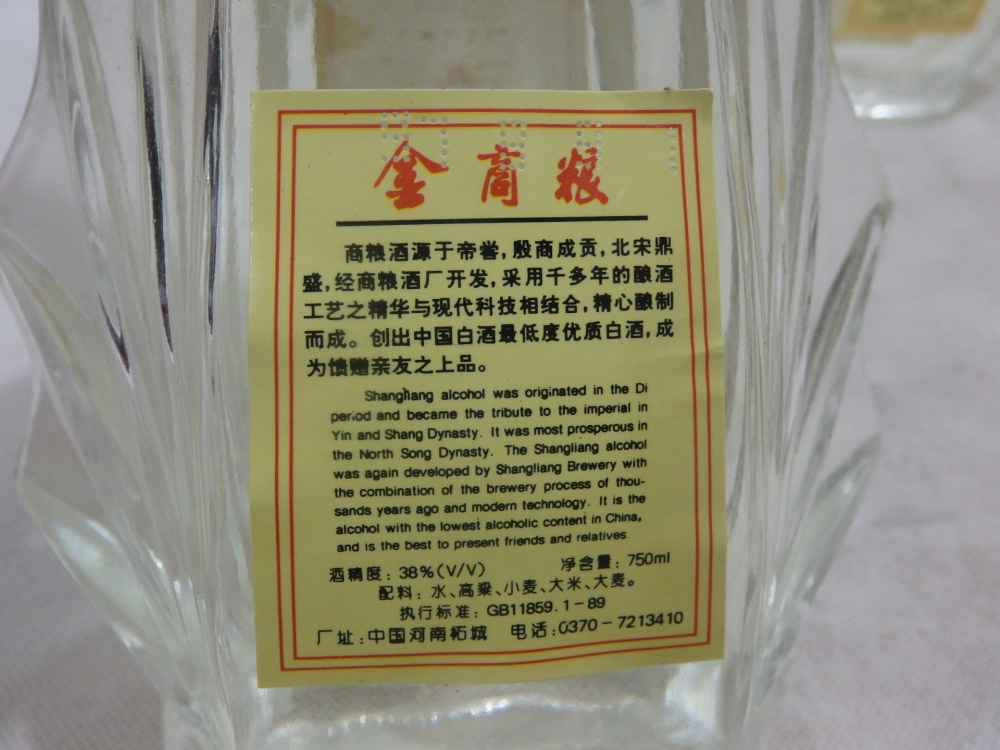 金商粮
商粮酒源于帝喾，殷商成贡，北宋鼎
盛，经商粮酒厂开发，采用千多年的酿酒
工艺之精华与现代科技相结合，精心酿制
而成。创出中国白酒最低度优质白酒，成
为馈赠亲友之上品。
Shangliang alcohol was originated in the Di
period and became the tribute to the imperial in
Yin and Shang Dynasty. It was most prosperous in
the North Song Dynasty. The Shangliang alcohol
was again developed by Shangliang Brewery with
the combination of the brewery process of thou-
sands years ago and modern technology. It is the
alcohol with the lowest alcoholic content in China,
and is the best to present friends and relatives.
酒精度：38%(V/V) 净含量：750ml
配料：水、高粱、小麦、大米、大麦。
执行标准：GB11859.1-89
厂址：中国河南柘城 电话：0370-7213410